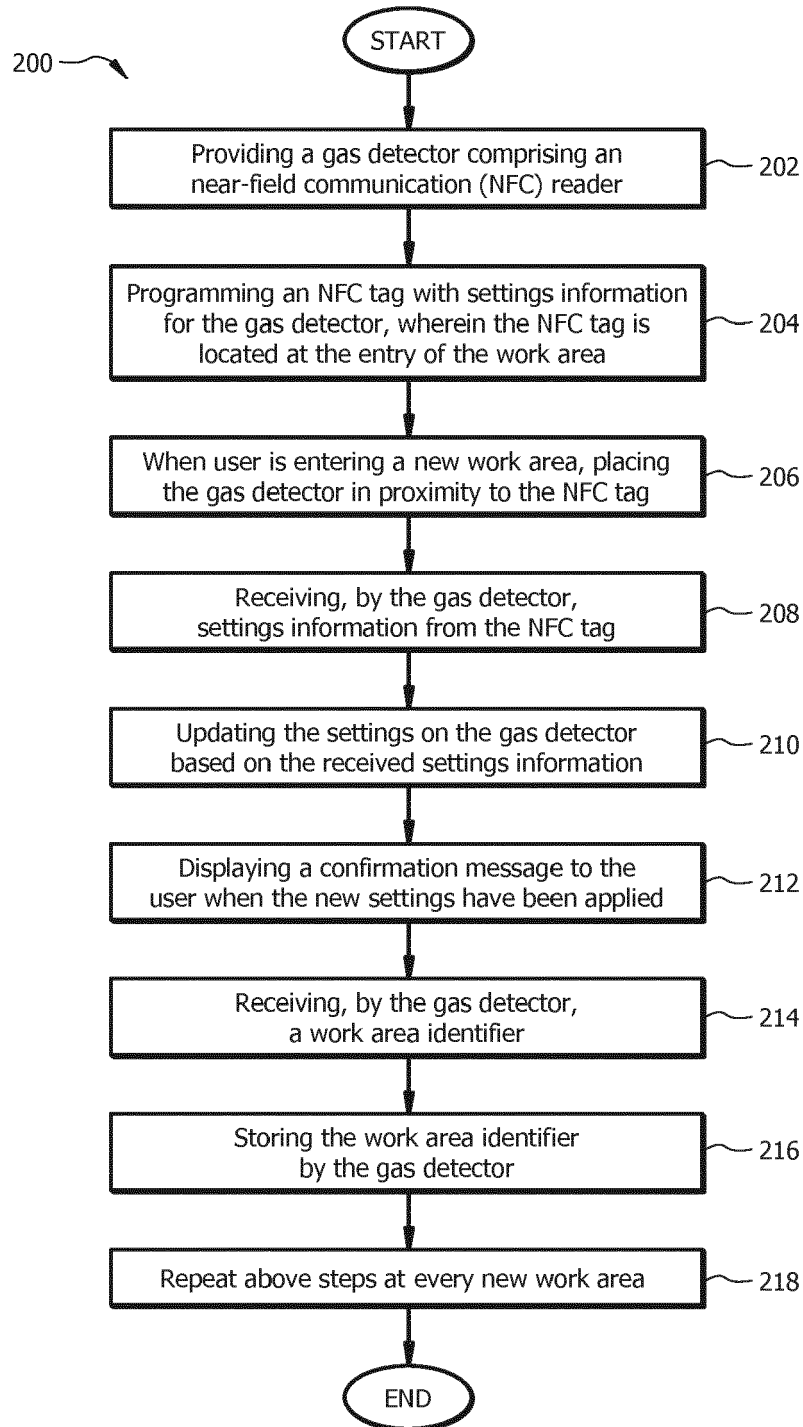 START
200
Providing a gas detector comprising an
near-field communication (NFC) reader
202
Programming an NFC tag with settings information
for the gas detector, wherein the NFC tag is
located at the entry of the work area
204
When user is entering a new work area, placing
the gas detector in proximity to the NFC tag
206
Receiving, by the gas detector,
settings information from the NFC tag
208
Updating the settings on the gas detector
based on the received settings information
210
Displaying a confirmation message to the
user when the new settings have been applied
212
Receiving, by the gas detector,
a work area identifier
214
Storing the work area identifier
by the gas detector
216
Repeat above steps at every new work area
218
END